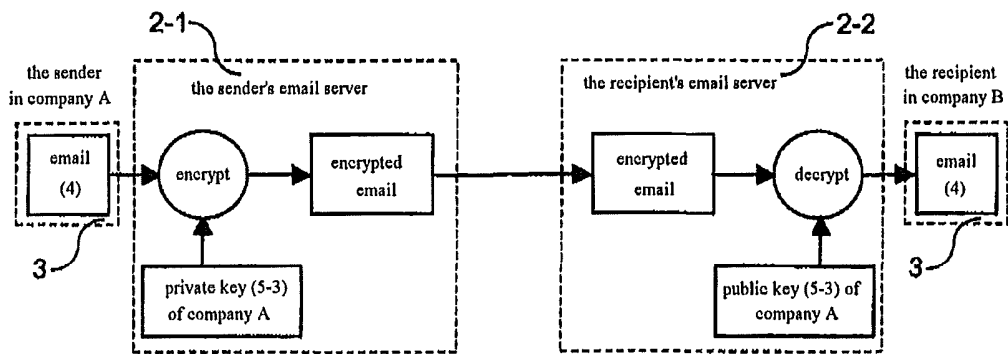 2-1
2-2
the sender
in company A
the sender's email server
the recipient's email server
the recipient
in company B
email
(4)
encrypt
encrypted
email
encrypted
email
decrypt
email
(4)
3
3
private key (5-3)
of company A
public key (5-3) of
company A